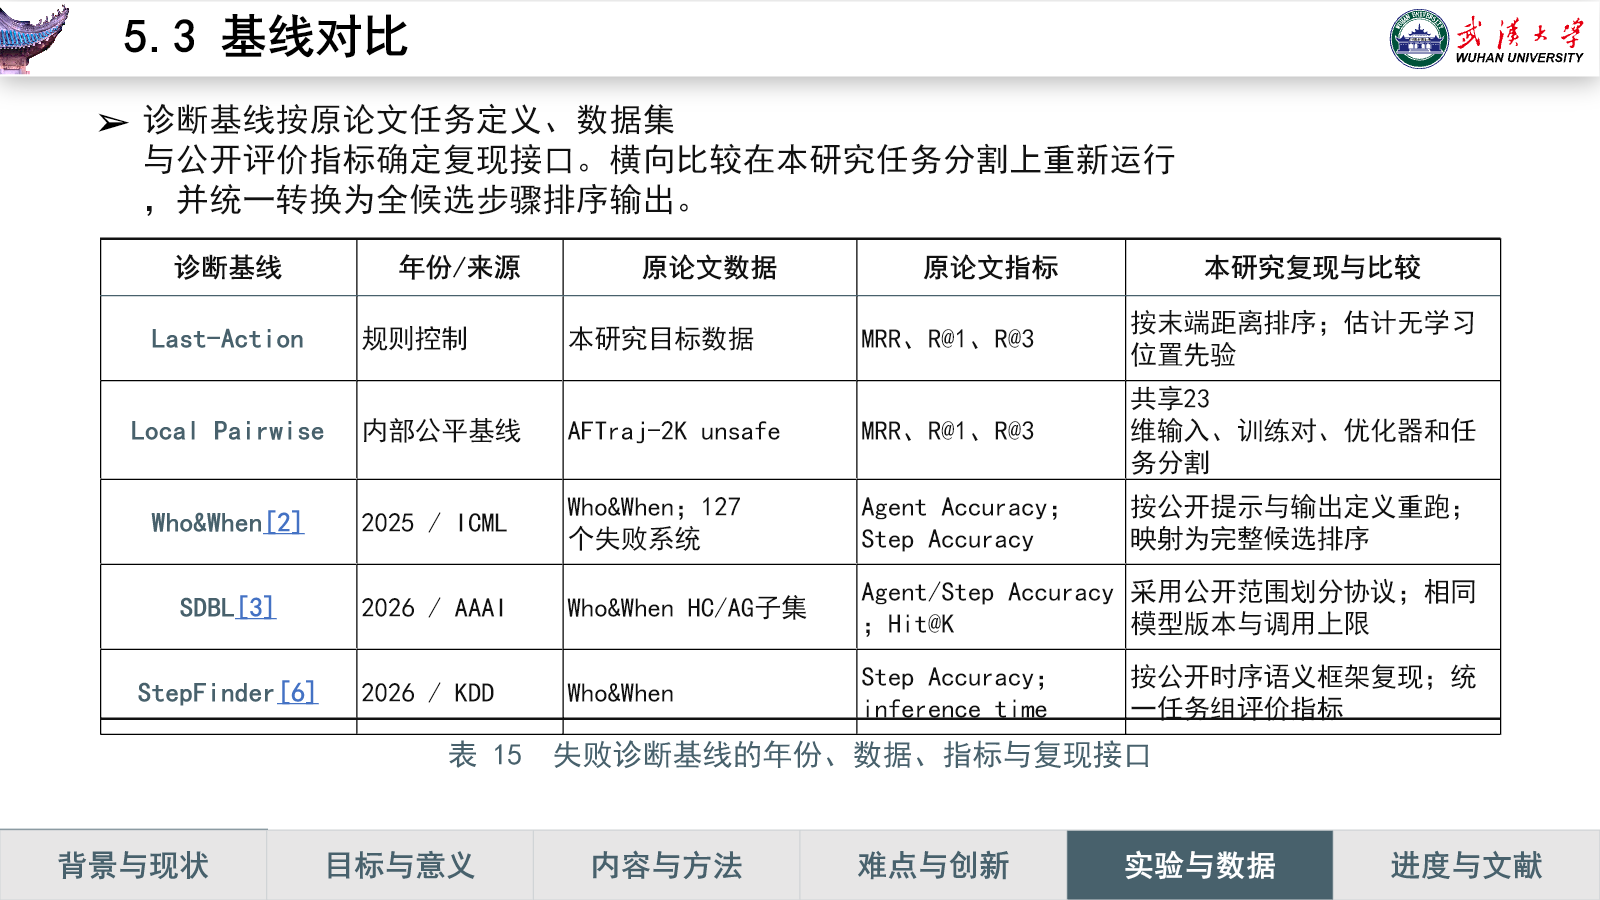 5.3 基线对比
武汉大学
WUHAN UNIVERSITY
➢ 诊断基线按原论文任务定义、数据集
与公开评价指标确定复现接口。横向比较在本研究任务分割上重新运行
，并统一转换为全候选步骤排序输出。
诊断基线 年份/来源 原论文数据 原论文指标 本研究复现与比较
Last-Action 规则控制 本研究目标数据 MRR、R@1、R@3 按末端距离排序；估计无学习
位置先验
Local Pairwise 内部公平基线 AFTraj-2K unsafe MRR、R@1、R@3 共享23
维输入、训练对、优化器和任
务分割
Who&When[2] 2025 / ICML Who&When；127
个失败系统 Agent Accuracy；
Step Accuracy 按公开提示与输出定义重跑；
映射为完整候选排序
SDBL[3] 2026 / AAAI Who&When HC/AG子集 Agent/Step Accuracy
；Hit@K 采用公开范围划分协议；相同
模型版本与调用上限
StepFinder[6] 2026 / KDD Who&When Step Accuracy；
inference time 按公开时序语义框架复现；统
一任务组评价指标
表 15 失败诊断基线的年份、数据、指标与复现接口
背景与现状 目标与意义 内容与方法 难点与创新 实验与数据 进度与文献